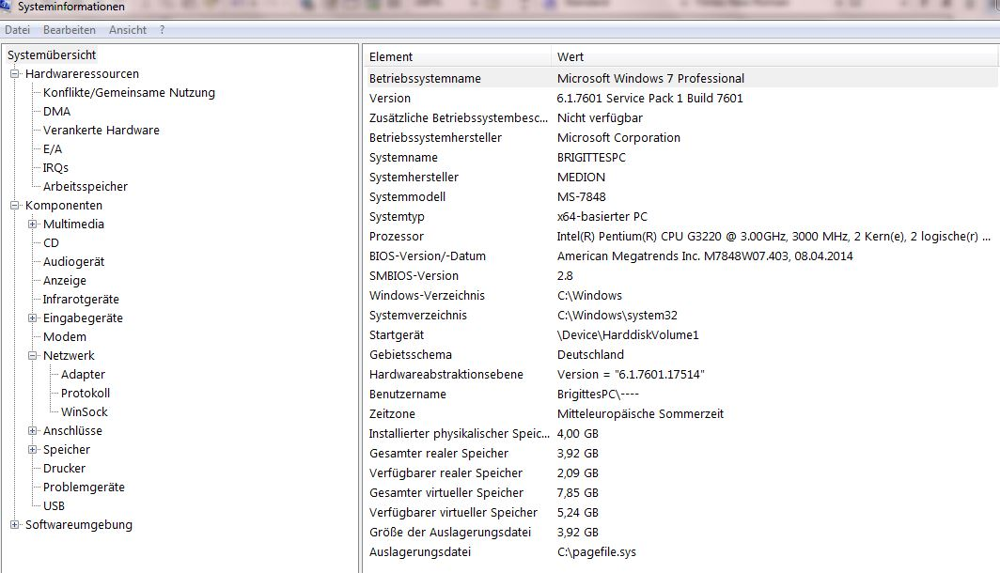 Systeminformationen
Datei Bearbeiten Ansicht ?
Systemübersicht
Hardwareressourcen
Konflikte/Gemeinsame Nutzung
DMA
Verankerte Hardware
E/A
IRQs
Arbeitsspeicher
Komponenten
Multimedia
CD
Audiogerät
Anzeige
Infrarotgeräte
Eingabegeräte
Modem
Netzwerk
Adapter
Protokoll
WinSock
Anschlüsse
Speicher
Drucker
Problemgeräte
USB
Softwareumgebung
Element Wert
Betriebssystemname Microsoft Windows 7 Professional
Version 6.1.7601 Service Pack 1 Build 7601
Zusätzliche Betriebssystembesc... Nicht verfügbar
Betriebssystemhersteller Microsoft Corporation
Systemname BRIGITTESPC
Systemhersteller MEDION
Systemmodell MS-7848
Systemtyp x64-basierter PC
Prozessor Intel(R) Pentium(R) CPU G3220 @ 3.00GHz, 3000 MHz, 2 Kern(e), 2 logische(r) ...
BIOS-Version/-Datum American Megatrends Inc. M7848W07.403, 08.04.2014
SMBIOS-Version 2.8
Windows-Verzeichnis C:\Windows
Systemverzeichnis C:\Windows\system32
Startgerät \Device\HarddiskVolume1
Gebietsschema Deutschland
Hardwareabstraktionsebene Version = "6.1.7601.17514"
Benutzername BrigittesPC\----
Zeitzone Mitteleuropäische Sommerzeit
Installierter physikalischer Speic... 4,00 GB
Gesamter realer Speicher 3,92 GB
Verfügbarer realer Speicher 2,09 GB
Gesamter virtueller Speicher 7,85 GB
Verfügbarer virtueller Speicher 5,24 GB
Größe der Auslagerungsdatei 3,92 GB
Auslagerungsdatei C:\pagefile.sys